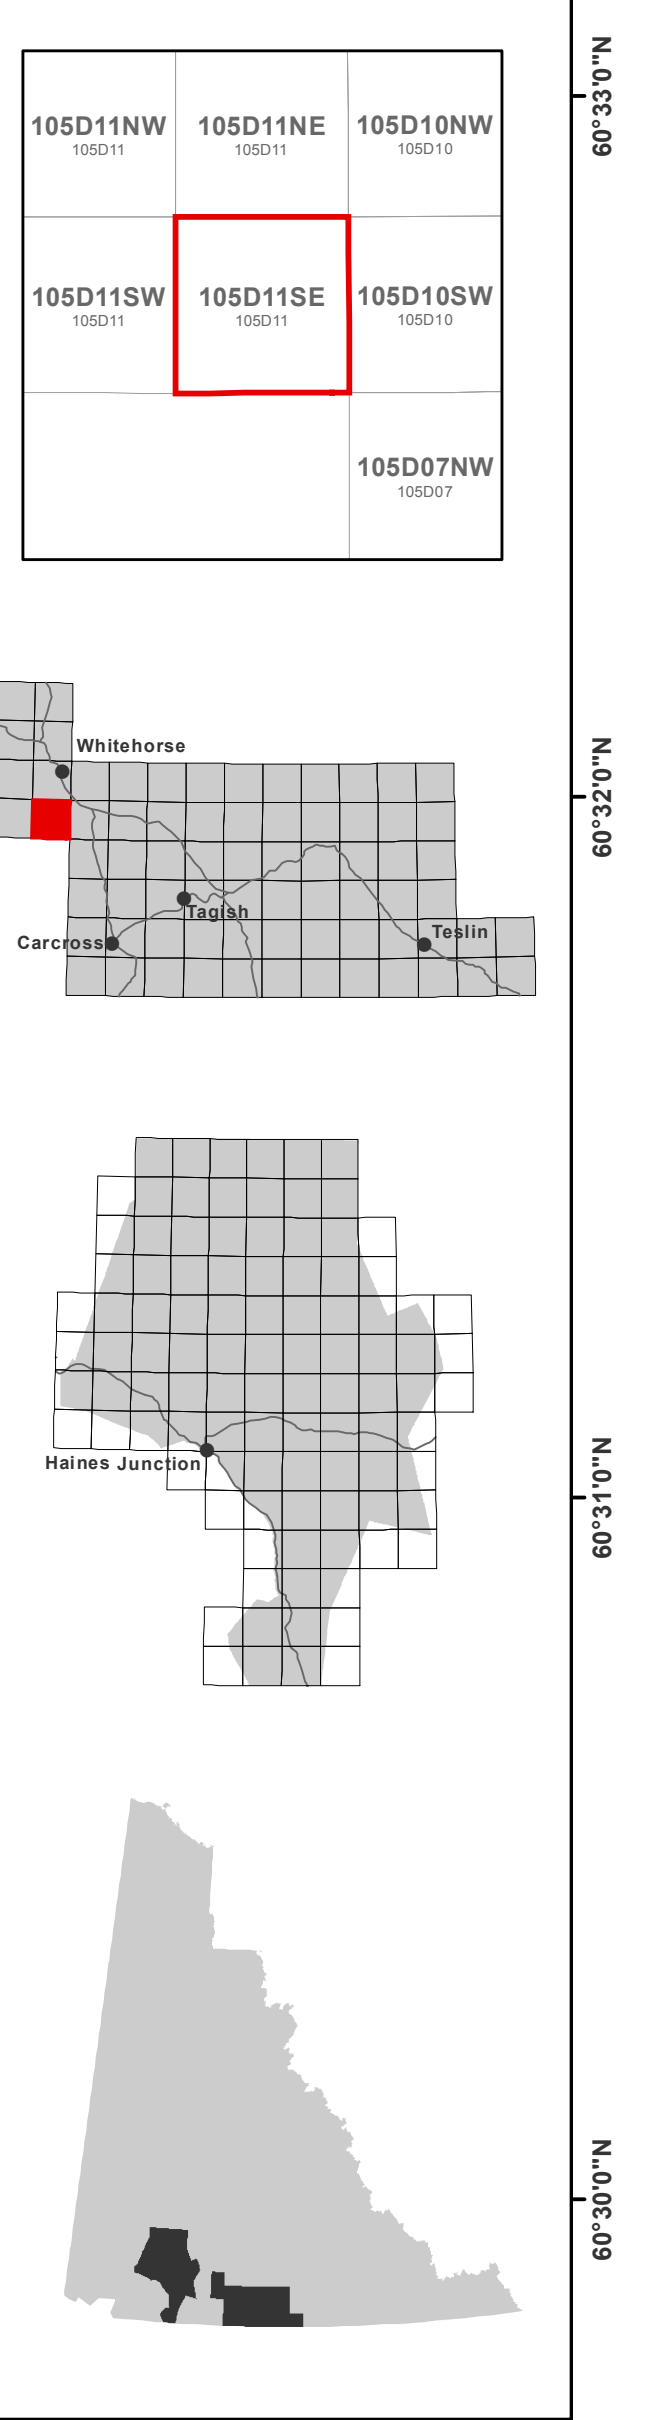 105D11NW
105D11
105D11NE
105D11
105D10NW
105D10
105D11SW
105D11
105D11SE
105D11
105D10SW
105D10
105D07NW
105D07
60°33'0"N
Whitehorse
Tagish
Carcross
Teslin
60°32'0"N
Haines Junction
60°31'0"N
60°30'0"N